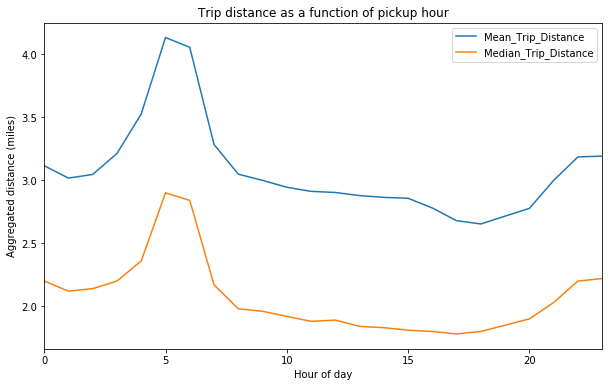 Trip distance as a function of pickup hour
Mean_Trip_Distance
Median_Trip_Distance
Aggregated distance (miles)
4.0
3.5
3.0
2.5
2.0
0
5
10
15
20
Hour of day